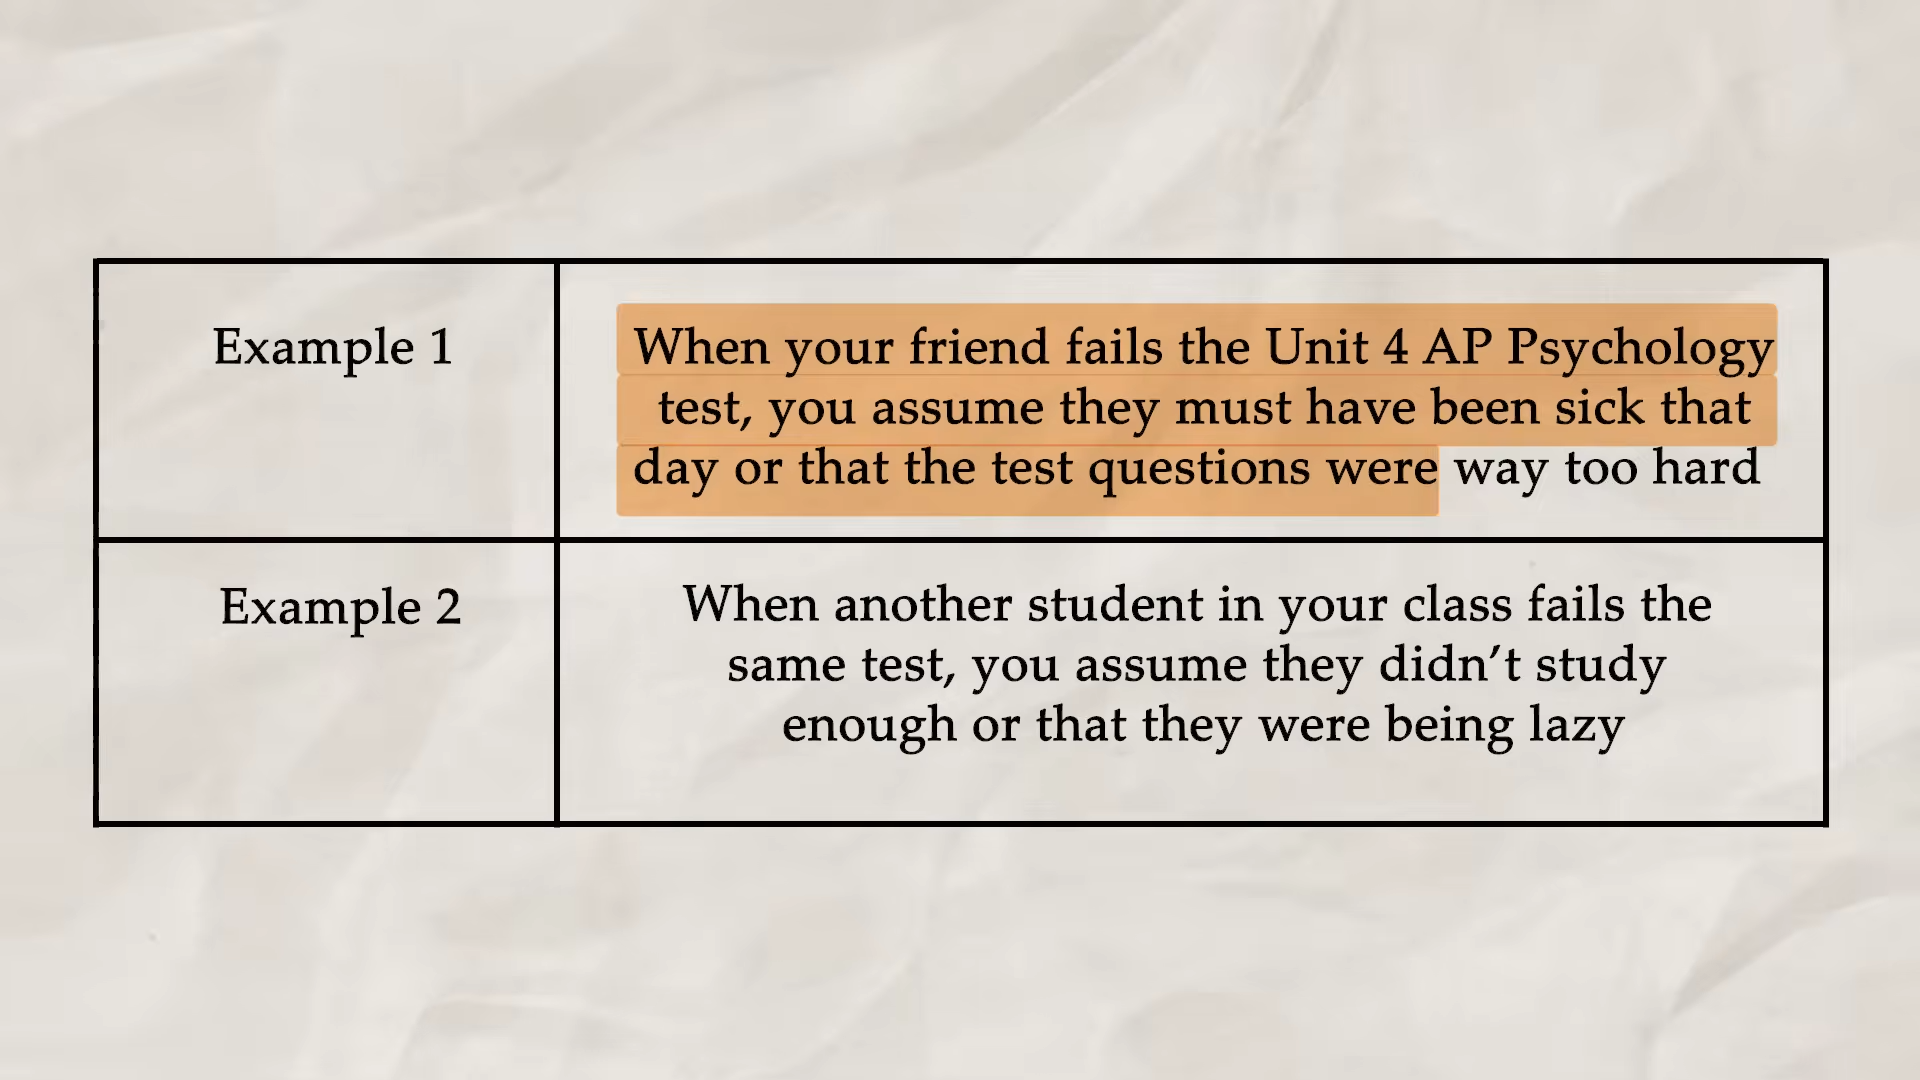 Example 1
When your friend fails the Unit 4 AP Psychology
test, you assume they must have been sick that
day or that the test questions were way too hard
Example 2
When another student in your class fails the
same test, you assume they didn’t study
enough or that they were being lazy